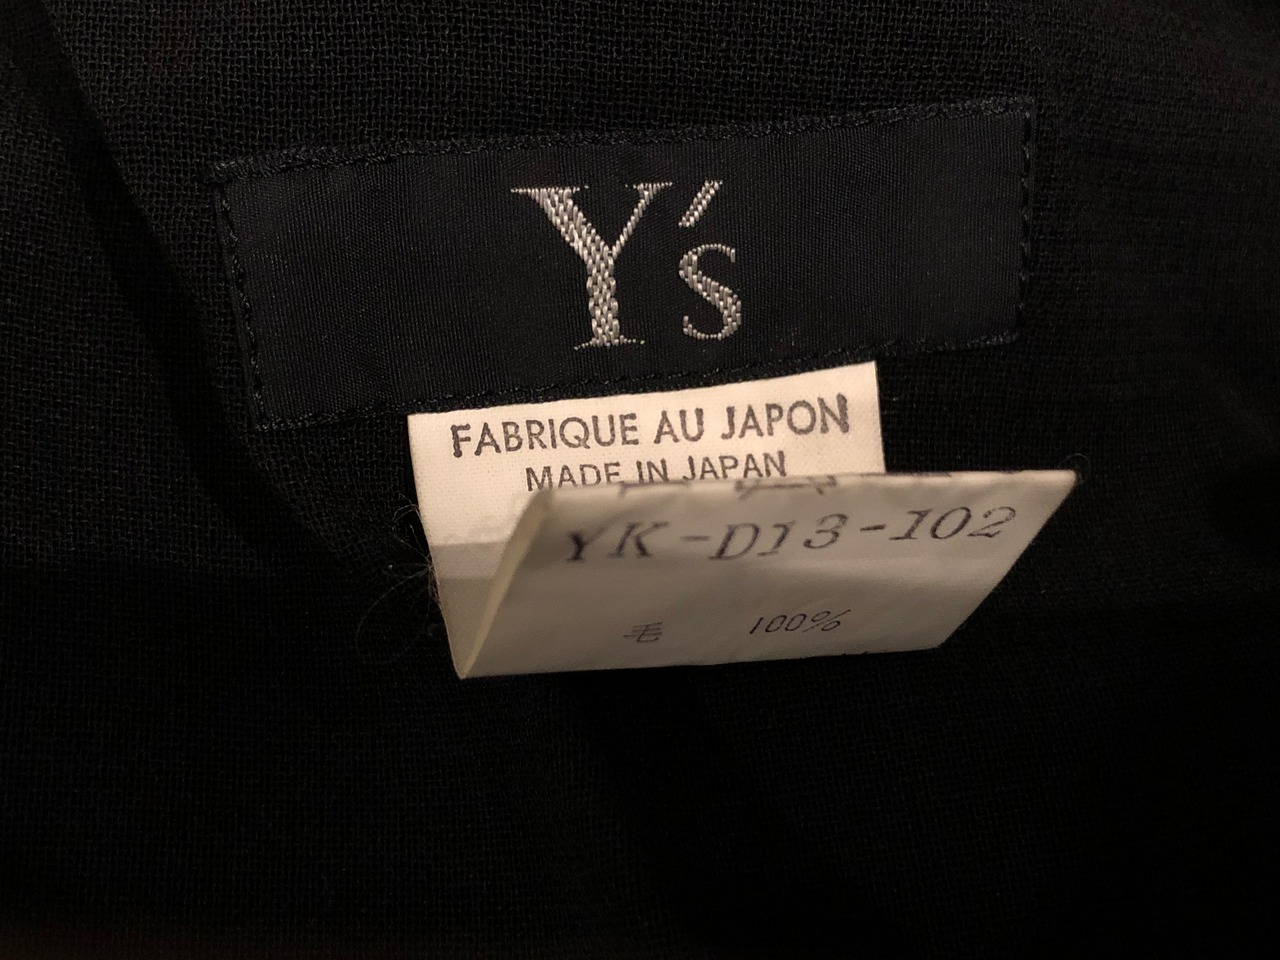 Y's
FABRIQUE AU JAPON
MADE IN JAPAN
YK-D13-102
毛 100%